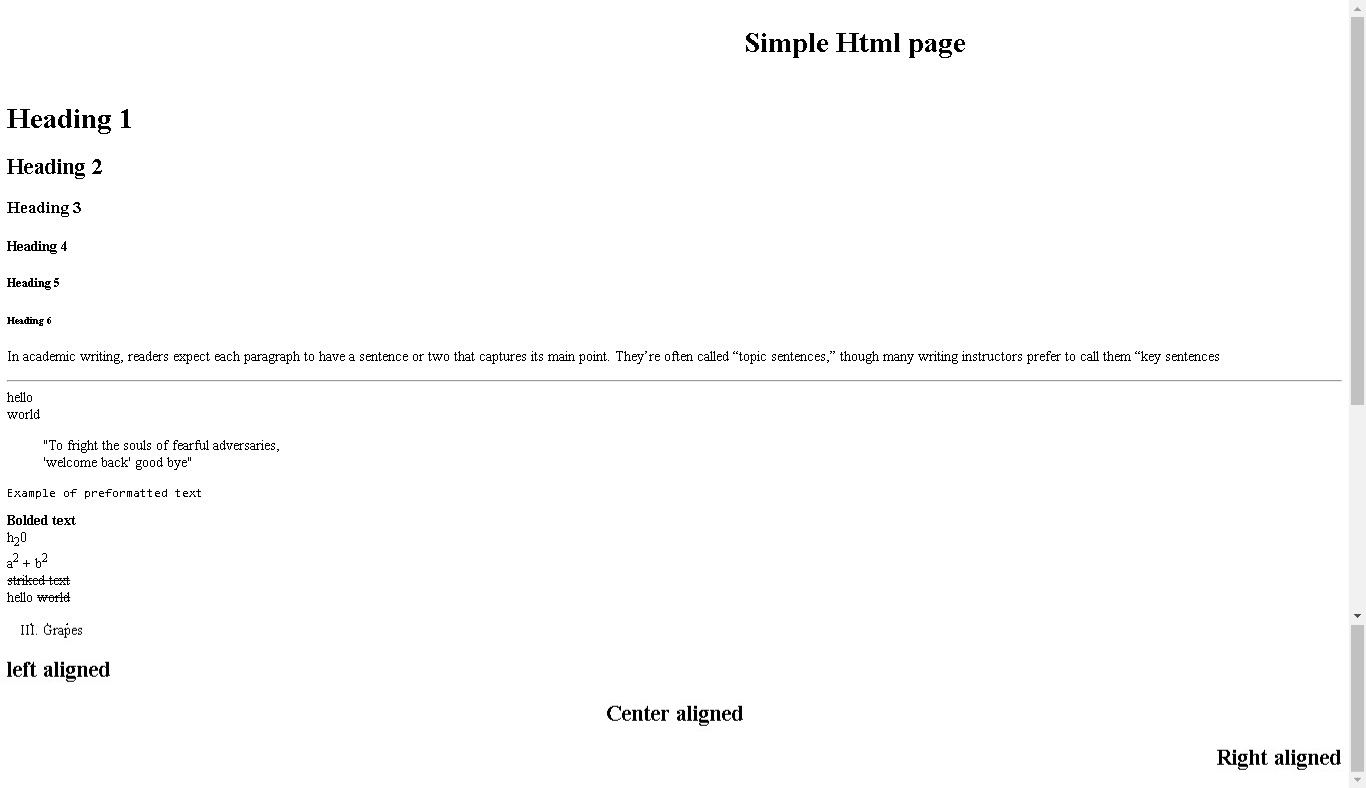 Simple Html page
Heading 1
Heading 2
Heading 3
Heading 4
Heading 5
Heading 6
In academic writing, readers expect each paragraph to have a sentence or two that captures its main point. They’re often called “topic sentences,” though many writing instructors prefer to call them “key sentences
hello
world
"To fright the souls of fearful adversaries,
'welcome back' good bye"
Example of preformatted text
Bolded text
h₂0
a² + b²
striked text
hello world
III. Grapes
left aligned
Center aligned
Right aligned